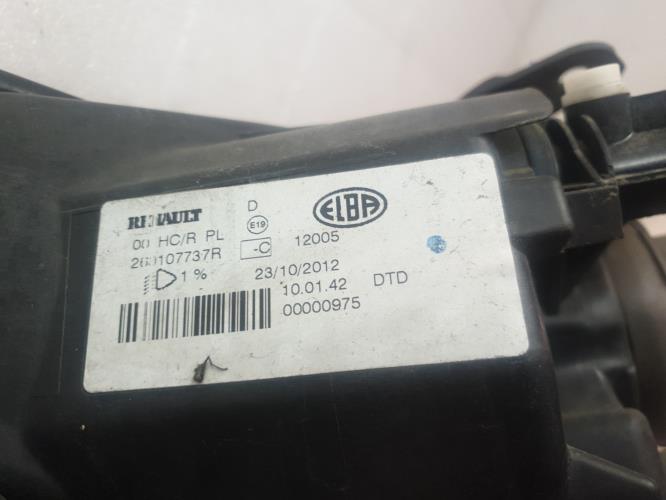 RENAULT D ELBA
00 HC/R PL E19 12005
260107737R -C
1 % 23/10/2012
10.01.42 DTD
00000975